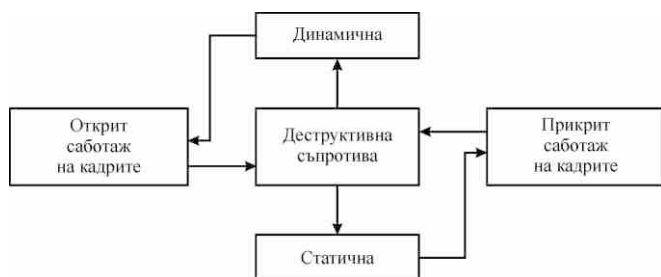 Динамична
Открит
саботаж
на кадрите
Деструктивна
съпротива
Прикрит
саботаж
на кадрите
Статична